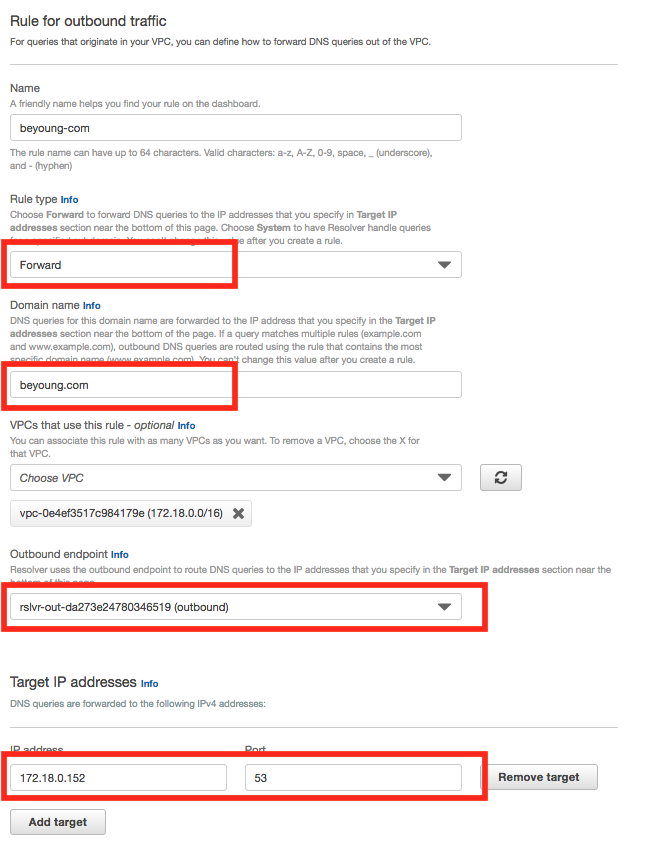 Rule for outbound traffic
For queries that originate in your VPC, you can define how to forward DNS queries out of the VPC.
Name
A friendly name helps you find your rule on the dashboard.
beyoung-com
The rule name can have up to 64 characters. Valid characters: a-z, A-Z, 0-9, space, _ (underscore),
and - (hyphen)
Rule type Info
Choose Forward to forward DNS queries to the IP addresses that you specify in Target IP
addresses section near the bottom of this page. Choose System to have Resolver handle queries
for a specified subdomain. You can't change this value after you create a rule.
Forward
Domain name Info
DNS queries for this domain name are forwarded to the IP address that you specify in the Target IP
addresses section near the bottom of the page. If a query matches multiple rules (example.com
and www.example.com), outbound DNS queries are routed using the rule that contains the most
specific domain name (www.example.com). You can't change this value after you create a rule.
beyoung.com
VPCs that use this rule - optional Info
You can associate this rule with as many VPCs as you want. To remove a VPC, choose the X for
that VPC.
Choose VPC
vpc-0e4ef3517c984179e (172.18.0.0/16)
Outbound endpoint Info
Resolver uses the outbound endpoint to route DNS queries to the IP addresses that you specify in the Target IP addresses section near the
bottom of this page
rslvr-out-da273e24780346519 (outbound)
Target IP addresses Info
DNS queries are forwarded to the following IPv4 addresses:
IP address Port
172.18.0.152 53 Remove target
Add target